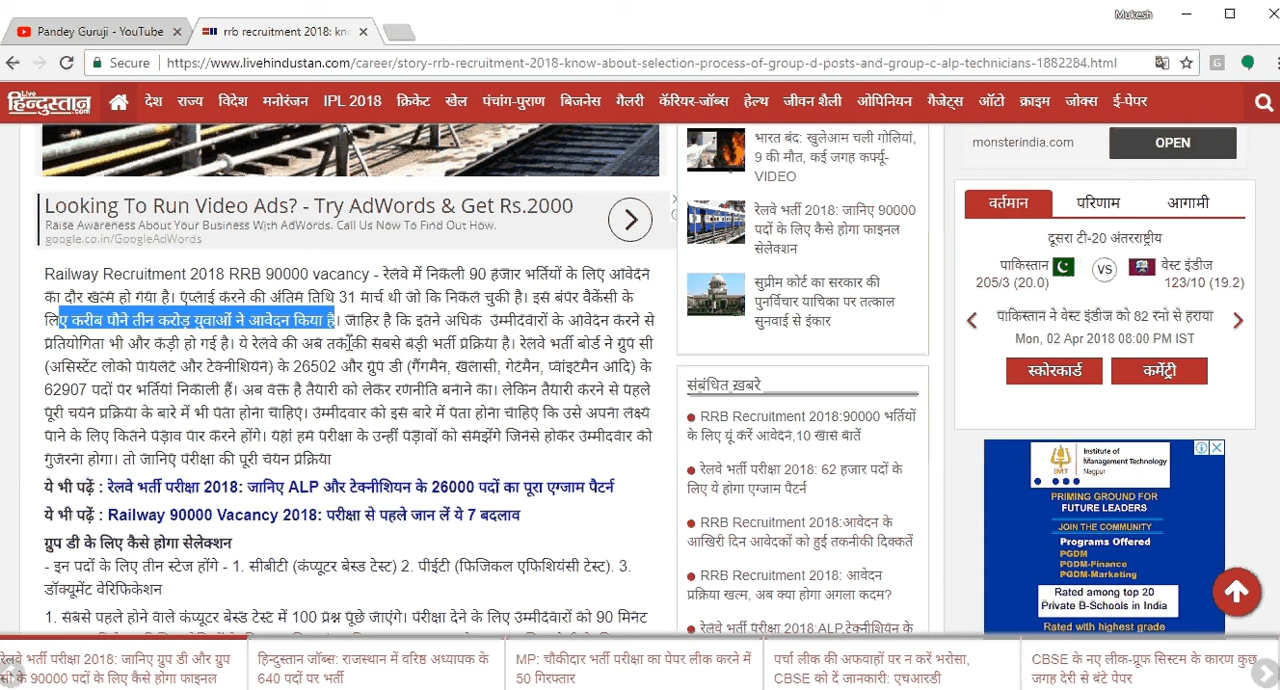 Mukesh
Pandey Guruji - YouTube
rrb recruitment 2018: kn
Secure
https://www.livehindustan.com/career/story-rrb-recruitment-2018-know-about-selection-process-of-group-d-posts-and-group-c-alp-technicians-1882284.html
Live
हिन्दुस्तान
.com
देश राज्य विदेश मनोरंजन IPL 2018 क्रिकेट खेल पंचांग-पुराण बिजनेस गैलरी कॅरियर-जॉब्स हेल्थ जीवन शैली ओपिनियन गैजेट्स ऑटो क्राइम जोक्स ई-पेपर
Looking To Run Video Ads? - Try AdWords & Get Rs.2000
Raise Awareness About Your Business With AdWords. Call Us Now To Find Out How.
google.co.in/GoogleAdWords
Railway Recruitment 2018 RRB 90000 vacancy - रेलवे में निकली 90 हजार भर्तियों के लिए आवेदन
का दौर खत्म हो गया है। एप्लाई करने की अंतिम तिथि 31 मार्च थी जो कि निकल चुकी है। इस बंपर वैकेंसी के
लिए करीब पौने तीन करोड़ युवाओं ने आवेदन किया है। जाहिर है कि इतने अधिक उम्मीदवारों के आवेदन करने से
प्रतियोगिता भी और कड़ी हो गई है। ये रेलवे की अब तक की सबसे बड़ी भर्ती प्रक्रिया है। रेलवे भर्ती बोर्ड ने ग्रुप सी
(असिस्टेंट लोको पायलट और टेक्नीशियन) के 26502 और ग्रुप डी (गैंगमैन, खलासी, गेटमैन, प्वांइटमैन आदि) के
62907 पदों पर भर्तियां निकाली हैं। अब वक्त है तैयारी को लेकर रणनीति बनाने का। लेकिन तैयारी करने से पहले
पूरी चयन प्रक्रिया के बारे में भी पता होना चाहिए। उम्मीदवार को इस बारे में पता होना चाहिए कि उसे अपना लक्ष्य
पाने के लिए कितने पड़ाव पार करने होंगे। यहां हम परीक्षा के उन्हीं पड़ावों को समझेंगे जिनसे होकर उम्मीदवार को
गुजरना होगा। तो जानिए परीक्षा की पूरी चयन प्रक्रिया
ये भी पढ़ें : रेलवे भर्ती परीक्षा 2018: जानिए ALP और टेक्नीशियन के 26000 पदों का पूरा एग्जाम पैटर्न
ये भी पढ़ें : Railway 90000 Vacancy 2018: परीक्षा से पहले जान लें ये 7 बदलाव
ग्रुप डी के लिए कैसे होगा सेलेक्शन
- इन पदों के लिए तीन स्टेज होंगे - 1. सीबीटी (कंप्यूटर बेस्ड टेस्ट) 2. पीईटी (फिजिकल एफिशियंसी टेस्ट). 3.
डॉक्यूमेंट वेरिफिकेशन
1. सबसे पहले होने वाले कंप्यूटर बेस्ड टेस्ट में 100 प्रश्न पूछे जाएंगे। परीक्षा देने के लिए उम्मीदवारों को 90 मिनट
भारत बंद: खुलेआम चली गोलियां,
9 की मौत, कई जगह कर्फ्यू-
VIDEO
रेलवे भर्ती 2018: जानिए 90000
पदों के लिए कैसे होगा फाइनल
सेलेक्शन
सुप्रीम कोर्ट का सरकार की
पुनर्विचार याचिका पर तत्काल
सुनवाई से इंकार
संबंधित ख़बरे
RRB Recruitment 2018:90000 भर्तियों
के लिए यूं करें आवेदन,10 खास बातें
रेलवे भर्ती परीक्षा 2018: 62 हजार पदों के
लिए ये होगा एग्जाम पैटर्न
RRB Recruitment 2018:आवेदन के
आखिरी दिन आवेदकों को हुई तकनीकी दिक्कतें
RRB Recruitment 2018: आवेदन
प्रक्रिया खत्म, अब क्या होगा अगला कदम?
रेलवे भर्ती परीक्षा 2018:ALP,टेक्नीशियन के
monsterindia.com
OPEN
वर्तमान परिणाम आगामी
दूसरा टी-20 अंतरराष्ट्रीय
पाकिस्तान VS वेस्ट इंडीज
205/3 (20.0) 123/10 (19.2)
पाकिस्तान ने वेस्ट इंडीज को 82 रनो से हराया
Mon, 02 Apr 2018 08:00 PM IST
स्कोरकार्ड कमेंट्री
Institute of
Management Technology
Nagpur
IMT
PRIMING GROUND FOR
FUTURE LEADERS
JOIN THE COMMUNITY
Programs Offered
PGDM
PGDM-Finance
PGDM-Marketing
Rated among top 20
Private B-Schools in India
Rated with highest grade
रेलवे भर्ती परीक्षा 2018: जानिए ग्रुप डी और ग्रुप
सी के 90000 पदों के लिए कैसे होगा फाइनल
हिन्दुस्तान जॉब्स: राजस्थान में वरिष्ठ अध्यापक के
640 पदों पर भर्ती
MP: चौकीदार भर्ती परीक्षा का पेपर लीक करने में
50 गिरफ्तार
पर्चा लीक की अफवाहों पर न करें भरोसा,
CBSE को दें जानकारी: एचआरडी
CBSE के नए लीक-प्रूफ सिस्टम के कारण कुछ
जगह देरी से बंटे पेपर